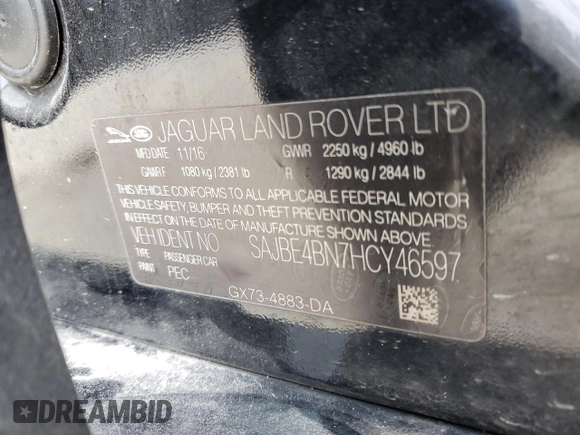 JAGUAR LAND ROVER LTD
MFD DATE 11/16 GVWR 2250 kg / 4960 lb
GAWR F 1080 kg / 2381 lb R 1290 kg / 2844 lb
THIS VEHICLE CONFORMS TO ALL APPLICABLE FEDERAL MOTOR
VEHICLE SAFETY, BUMPER AND THEFT PREVENTION STANDARDS
IN EFFECT ON THE DATE OF MANUFACTURE SHOWN ABOVE
VEH IDENT NO SAJBE4BN7HCY46597
TYPE PASSENGER CAR
PAINT PEC
GX73-4883-DA
DREAMBID